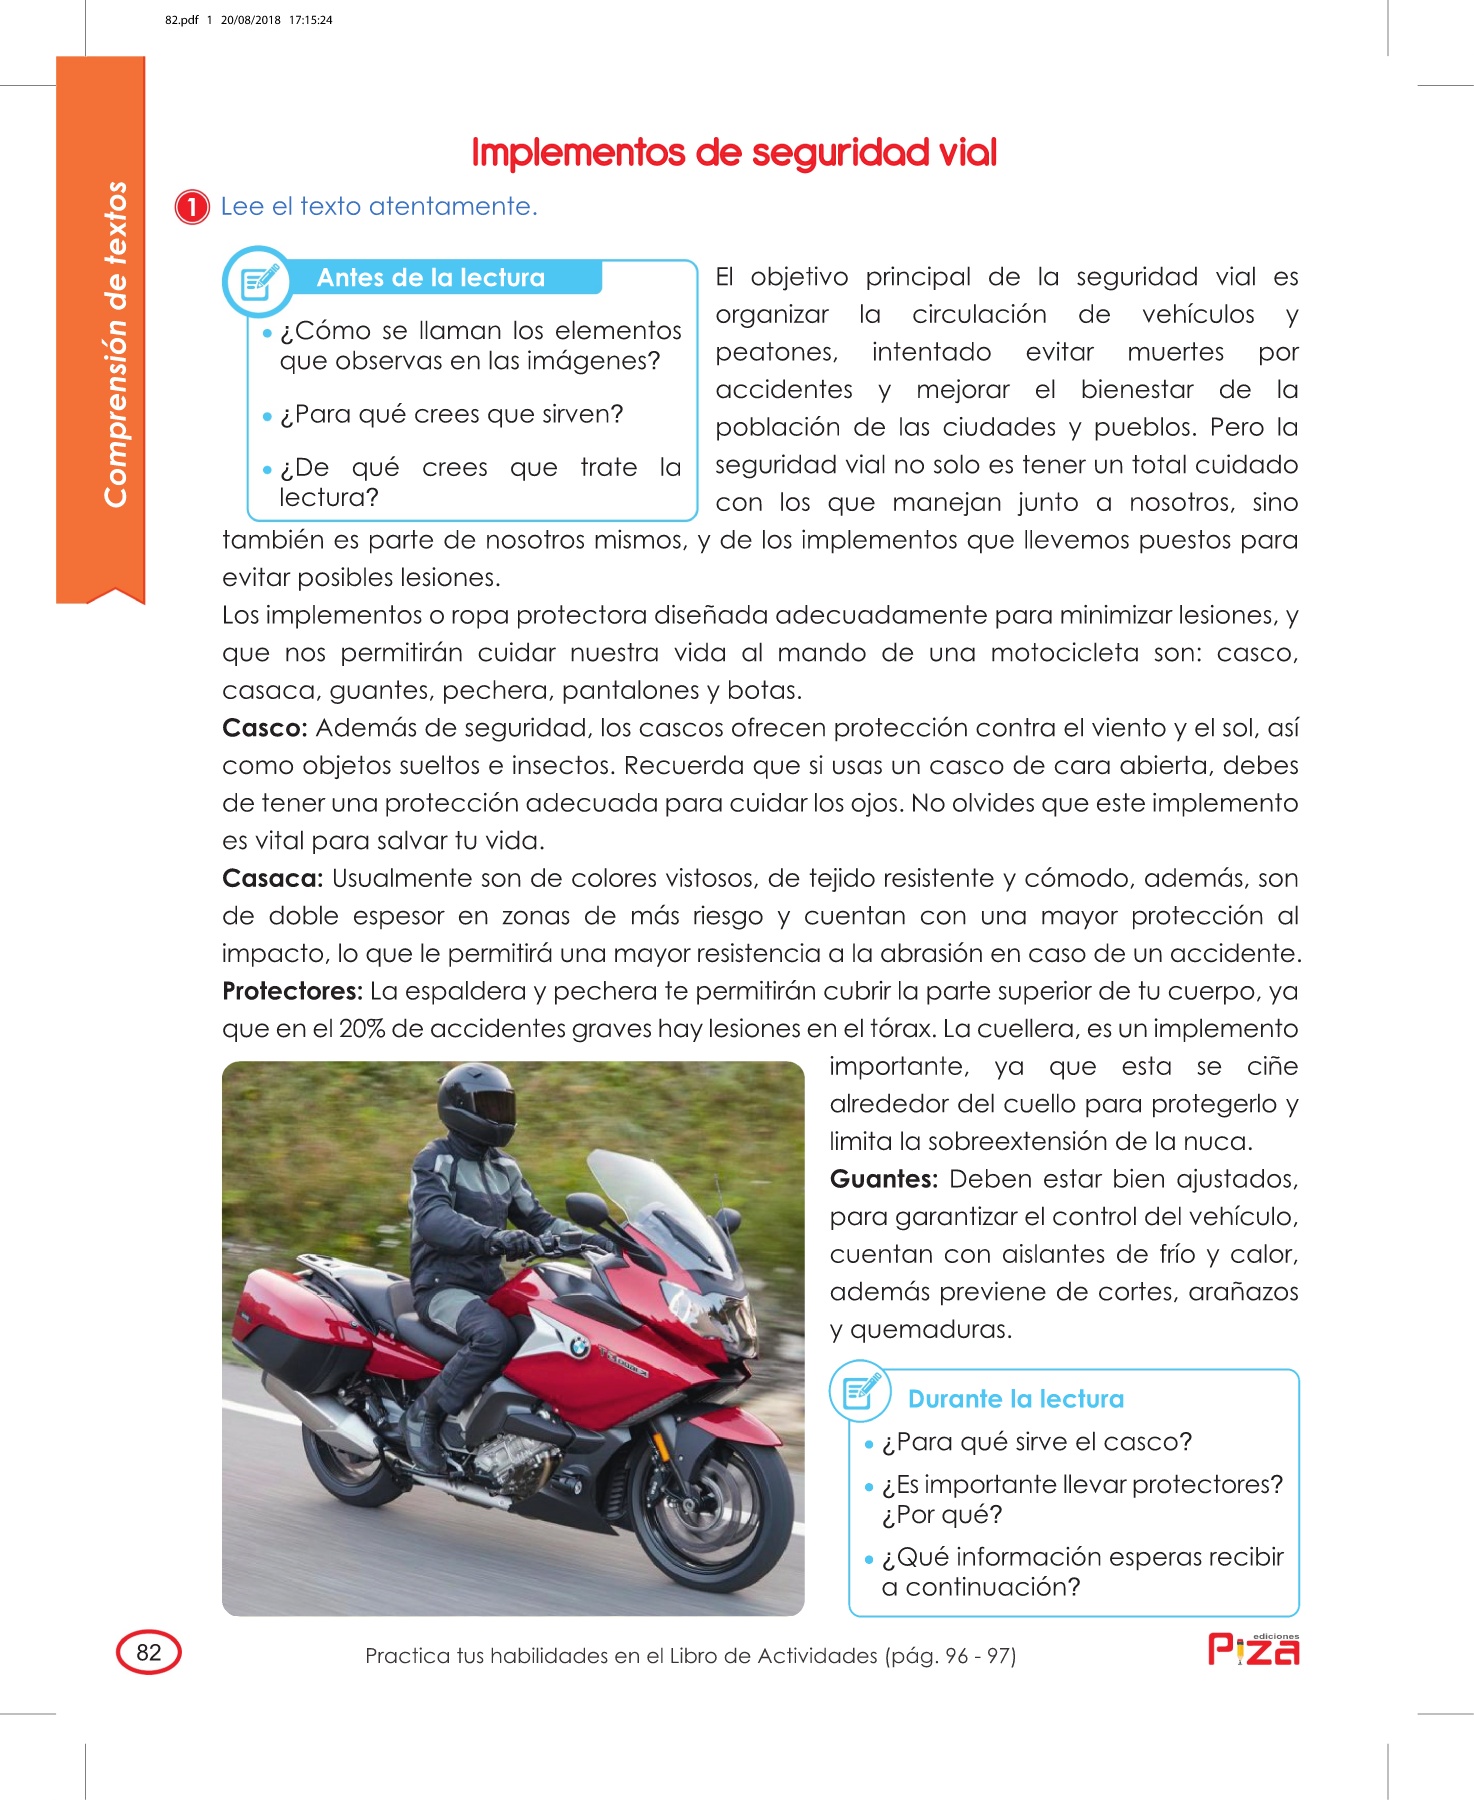 82.pdf 1 20/08/2018 17:15:24
Comprensión de textos
Implementos de seguridad vial
1 Lee el texto atentamente.
Antes de la lectura
• ¿Cómo se llaman los elementos
que observas en las imágenes?
• ¿Para qué crees que sirven?
• ¿De qué crees que trate la
lectura?
El objetivo principal de la seguridad vial es
organizar la circulación de vehículos y
peatones, intentado evitar muertes por
accidentes y mejorar el bienestar de la
población de las ciudades y pueblos. Pero la
seguridad vial no solo es tener un total cuidado
con los que manejan junto a nosotros, sino
también es parte de nosotros mismos, y de los implementos que llevemos puestos para
evitar posibles lesiones.
Los implementos o ropa protectora diseñada adecuadamente para minimizar lesiones, y
que nos permitirán cuidar nuestra vida al mando de una motocicleta son: casco,
casaca, guantes, pechera, pantalones y botas.
Casco: Además de seguridad, los cascos ofrecen protección contra el viento y el sol, así
como objetos sueltos e insectos. Recuerda que si usas un casco de cara abierta, debes
de tener una protección adecuada para cuidar los ojos. No olvides que este implemento
es vital para salvar tu vida.
Casaca: Usualmente son de colores vistosos, de tejido resistente y cómodo, además, son
de doble espesor en zonas de más riesgo y cuentan con una mayor protección al
impacto, lo que le permitirá una mayor resistencia a la abrasión en caso de un accidente.
Protectores: La espaldera y pechera te permitirán cubrir la parte superior de tu cuerpo, ya
que en el 20% de accidentes graves hay lesiones en el tórax. La cuellera, es un implemento
importante, ya que esta se ciñe
alrededor del cuello para protegerlo y
limita la sobreextensión de la nuca.
Guantes: Deben estar bien ajustados,
para garantizar el control del vehículo,
cuentan con aislantes de frío y calor,
además previene de cortes, arañazos
y quemaduras.
Durante la lectura
• ¿Para qué sirve el casco?
• ¿Es importante llevar protectores?
¿Por qué?
• ¿Qué información esperas recibir
a continuación?
82
Practica tus habilidades en el Libro de Actividades (pág. 96 - 97)
ediciones
Piza